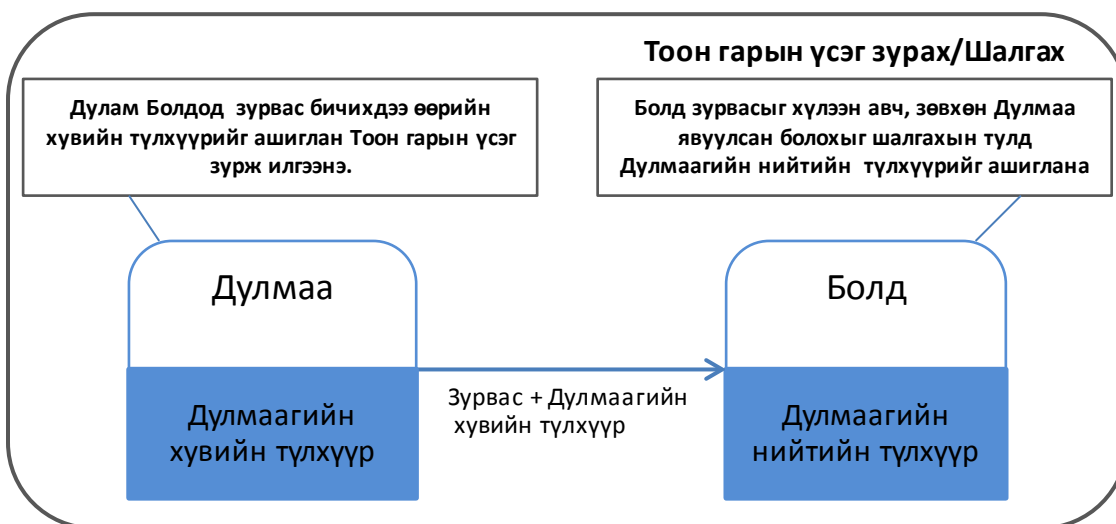 Тоон гарын үсэг зурах/Шалгах
Дулам Болдод зурвас бичихдээ өөрийн
хувийн түлхүүрийг ашиглан Тоон гарын үсэг
зурж илгээнэ.
Болд зурвасыг хүлээн авч, зөвхөн Дулмаа
явуулсан болохыг шалгахын тулд
Дулмаагийн нийтийн түлхүүрийг ашиглана
Дулмаа
Болд
Зурвас + Дулмаагийн
хувийн түлхүүр
Дулмаагийн
хувийн түлхүүр
Дулмаагийн
нийтийн түлхүүр